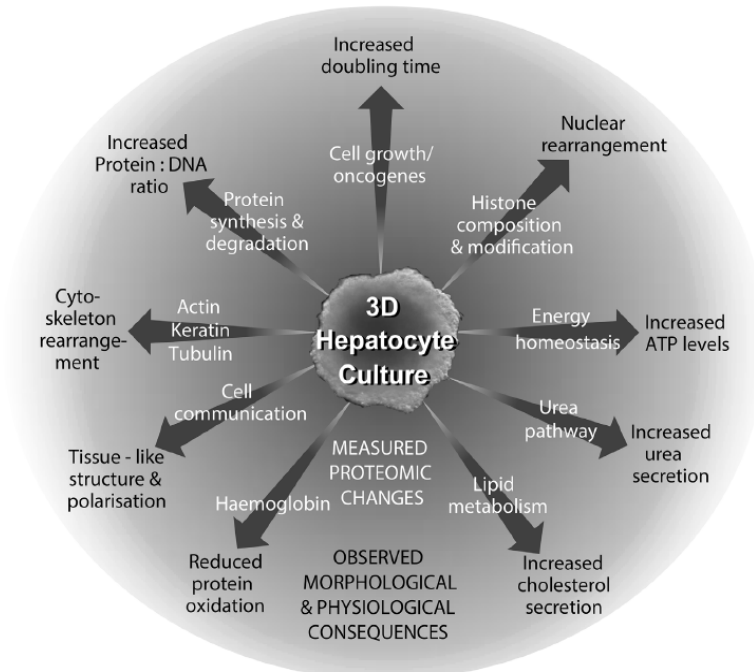 Increased
doubling time
Cell growth/
oncogenes
Nuclear
rearrangement
Histone
composition
& modification
Increased
Protein : DNA
ratio
Protein
synthesis &
degradation
3D
Hepatocyte
Culture
Cyto-
skeleton
rearrange-
ment
Actin
Keratin
Tubulin
Energy
homeostasis
Increased
ATP levels
Cell
communication
Tissue - like
structure &
polarisation
Urea
pathway
Increased
urea
secretion
Haemoglobin
Reduced
protein
oxidation
MEASURED
PROTEOMIC
CHANGES
OBSERVED
MORPHOLOGICAL
& PHYSIOLOGICAL
CONSEQUENCES
Lipid
metabolism
Increased
cholesterol
secretion